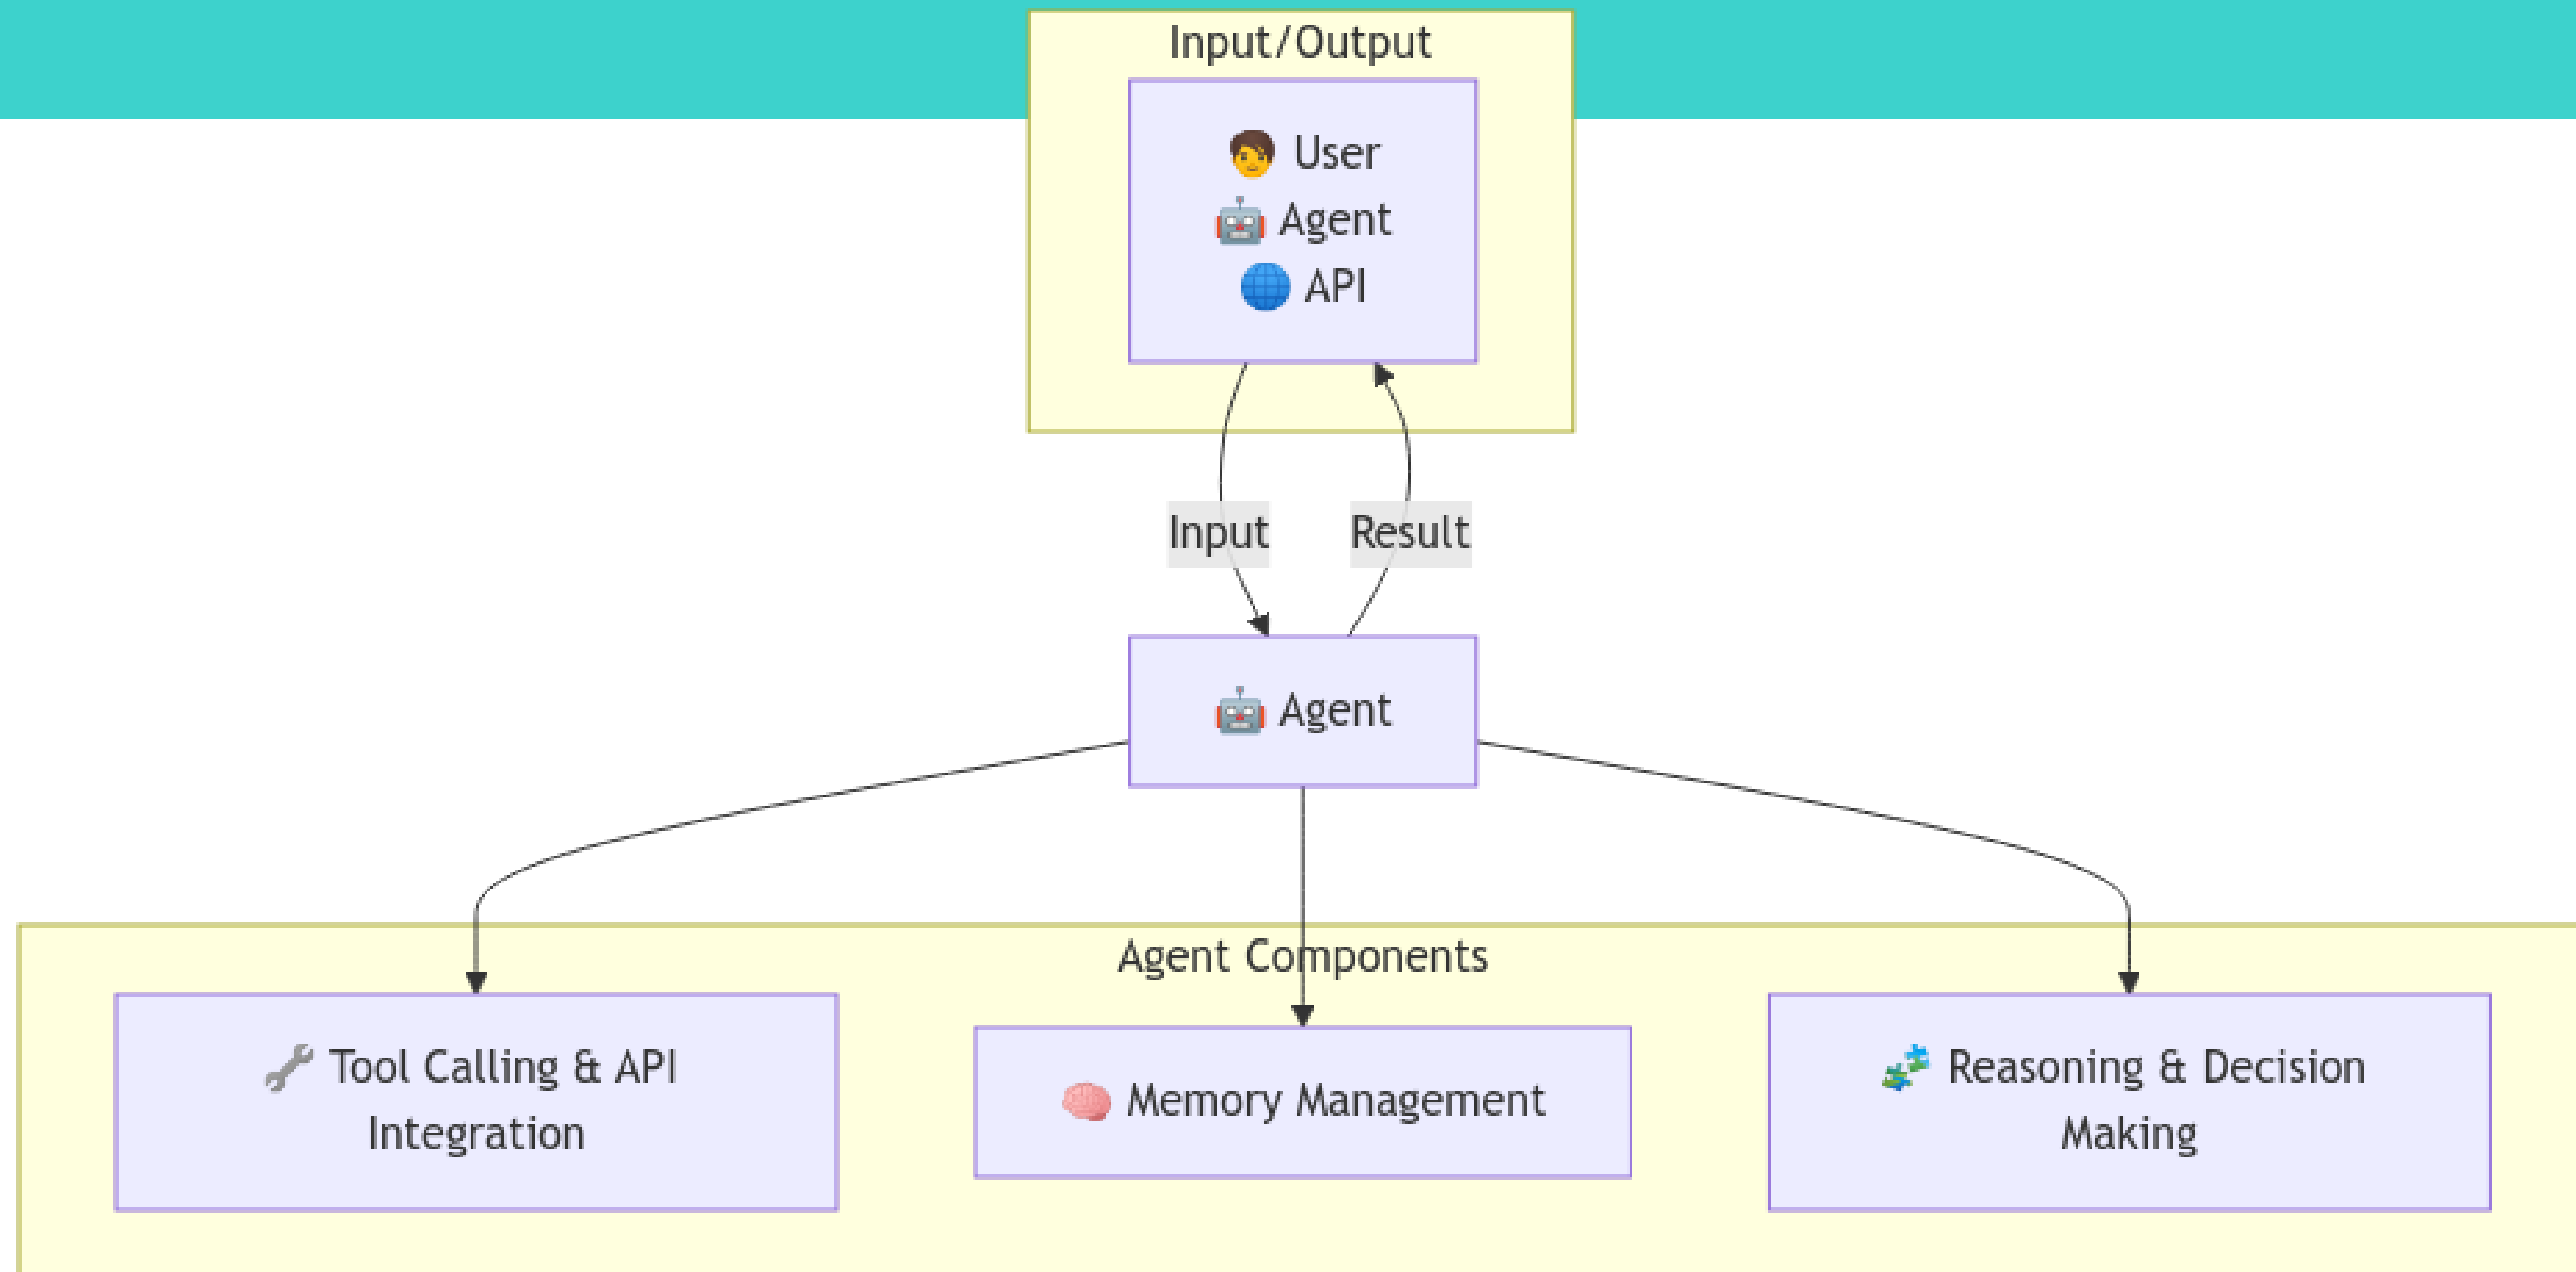 Input/Output
User
Agent
API
Input
Result
Agent
Agent Components
Tool Calling & API
Integration
Memory Management
Reasoning & Decision
Making